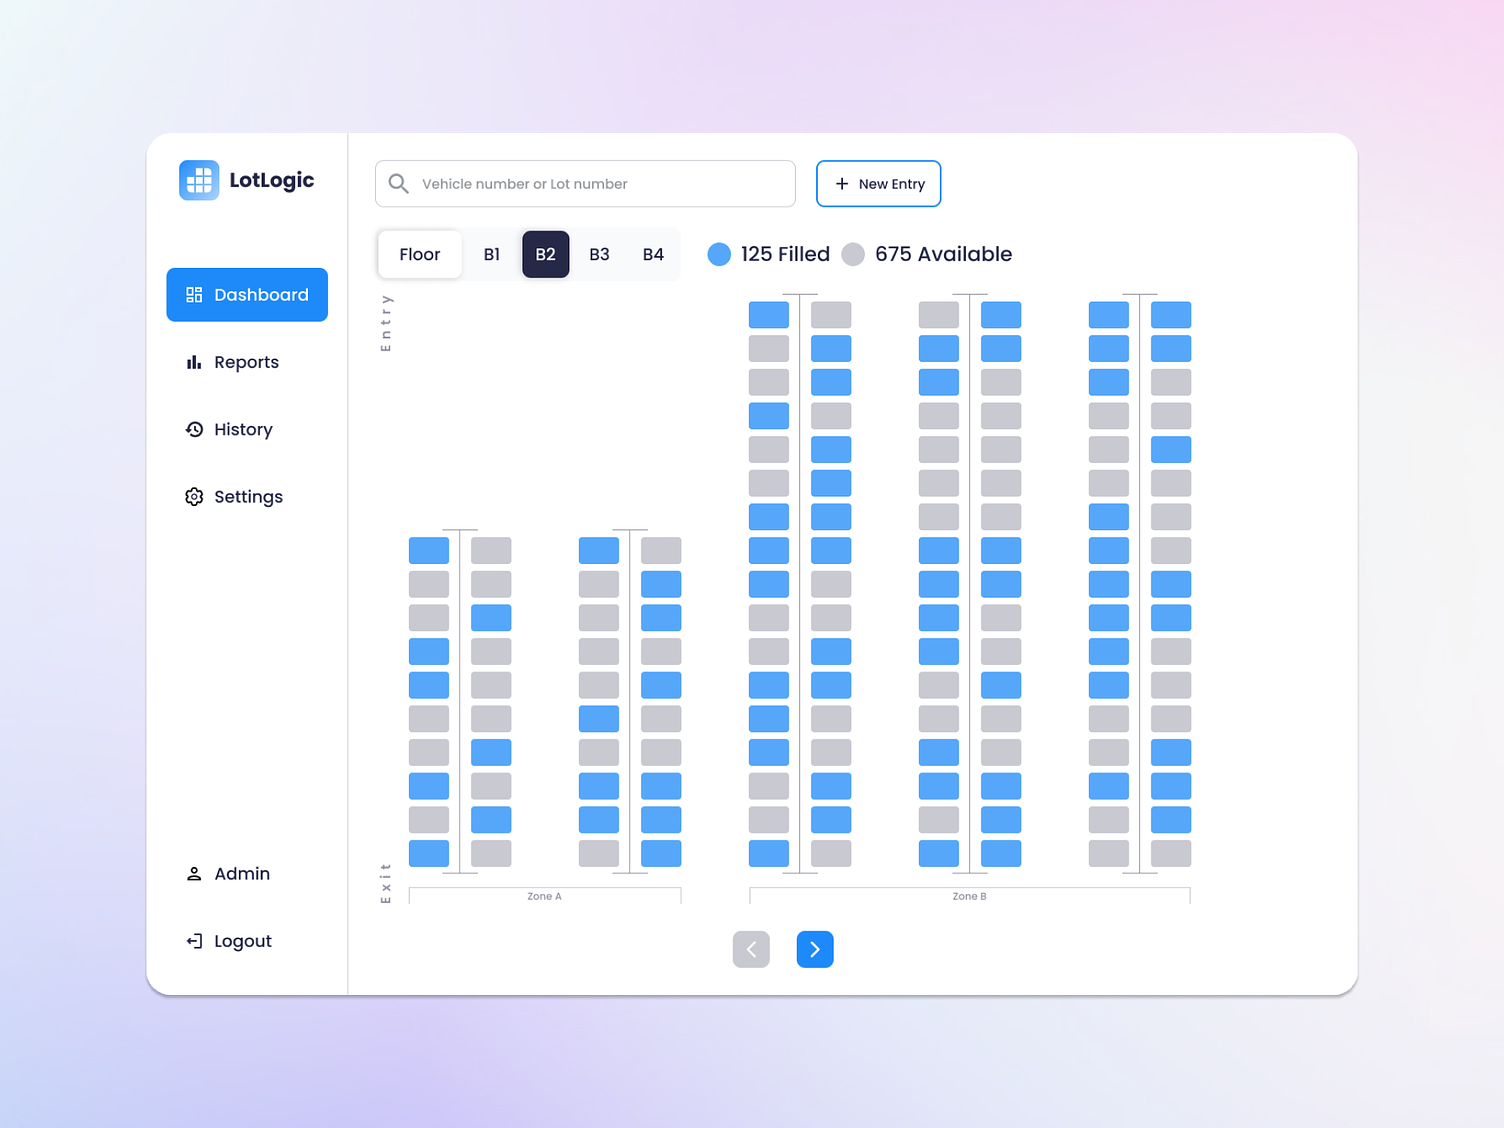 LotLogic
Vehicle number or Lot number
New Entry
Floor
B1
B2
B3
B4
125 Filled
675 Available
Dashboard
Reports
History
Settings
Admin
Logout
Entry
Exit
Zone A
Zone B